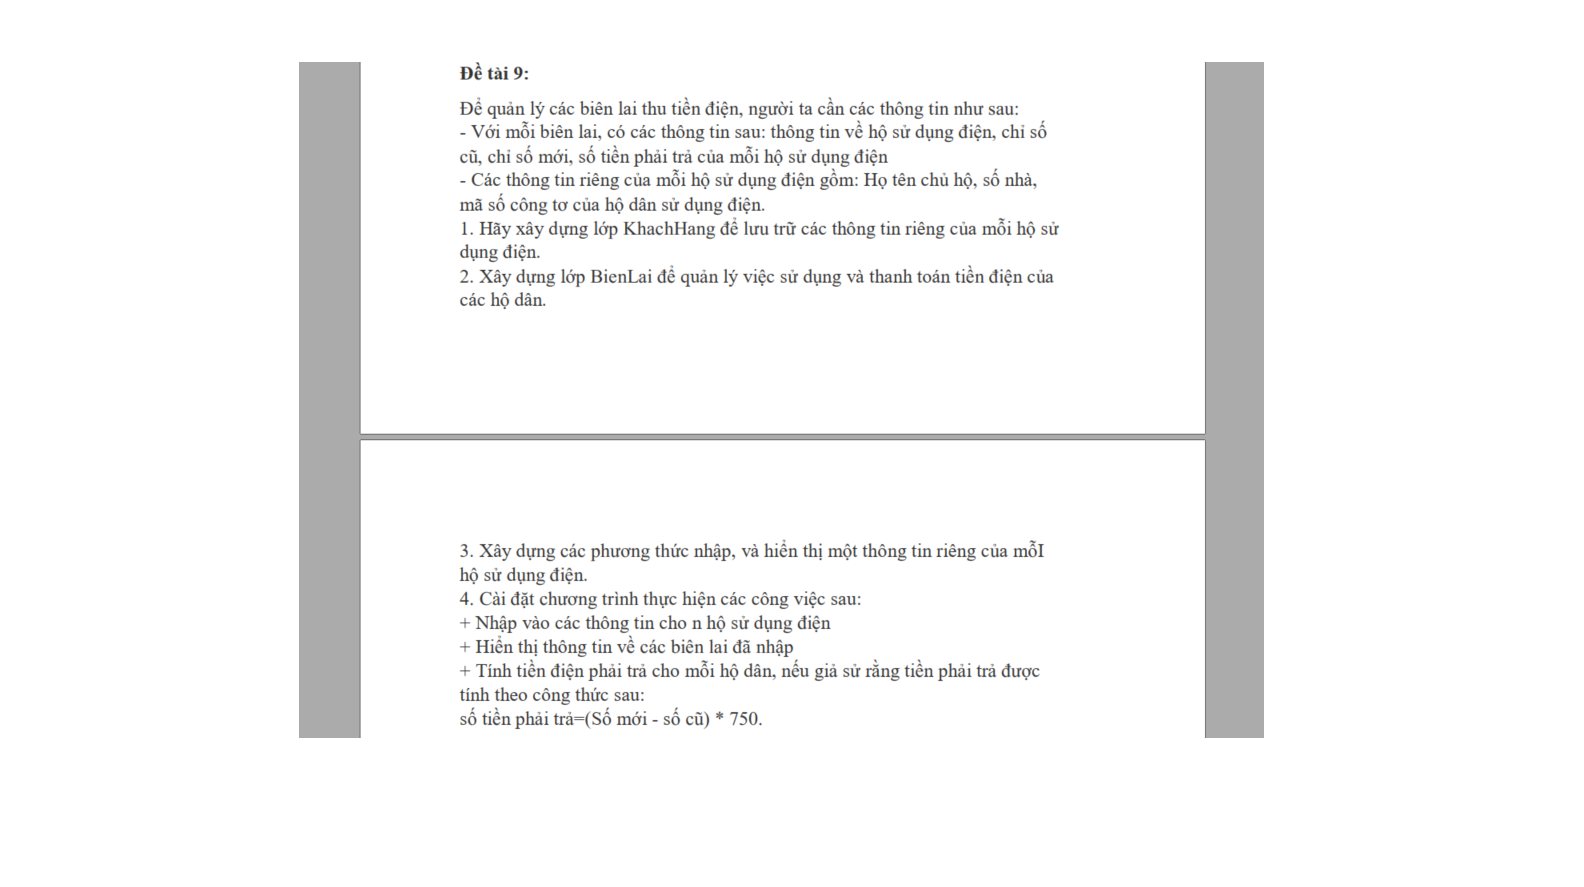 Đề tài 9:
Để quản lý các biên lai thu tiền điện, người ta cần các thông tin như sau:
- Với mỗi biên lai, có các thông tin sau: thông tin về hộ sử dụng điện, chỉ số
cũ, chỉ số mới, số tiền phải trả của mỗi hộ sử dụng điện
- Các thông tin riêng của mỗi hộ sử dụng điện gồm: Họ tên chủ hộ, số nhà,
mã số công tơ của hộ dân sử dụng điện.
1. Hãy xây dựng lớp KhachHang để lưu trữ các thông tin riêng của mỗi hộ sử
dụng điện.
2. Xây dựng lớp BienLai để quản lý việc sử dụng và thanh toán tiền điện của
các hộ dân.
3. Xây dựng các phương thức nhập, và hiển thị một thông tin riêng của mỗI
hộ sử dụng điện.
4. Cài đặt chương trình thực hiện các công việc sau:
+ Nhập vào các thông tin cho n hộ sử dụng điện
+ Hiển thị thông tin về các biên lai đã nhập
+ Tính tiền điện phải trả cho mỗi hộ dân, nếu giả sử rằng tiền phải trả được
tính theo công thức sau:
số tiền phải trả=(Số mới - số cũ) * 750.